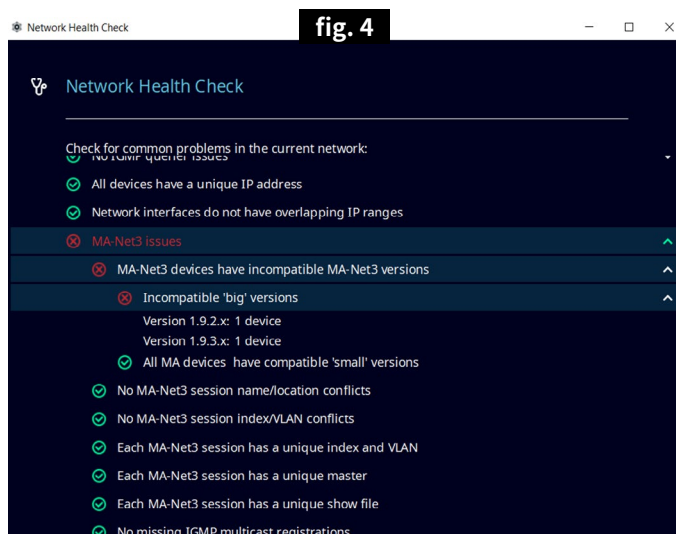 Network Health Check
fig. 4
Network Health Check
Check for common problems in the current network:
No IGMP querier issues
All devices have a unique IP address
Network interfaces do not have overlapping IP ranges
MA-Net3 issues
MA-Net3 devices have incompatible MA-Net3 versions
Incompatible 'big' versions
Version 1.9.2.x: 1 device
Version 1.9.3.x: 1 device
All MA devices have compatible 'small' versions
No MA-Net3 session name/location conflicts
No MA-Net3 session index/VLAN conflicts
Each MA-Net3 session has a unique index and VLAN
Each MA-Net3 session has a unique master
Each MA-Net3 session has a unique show file
No missing IGMP multicast registrations